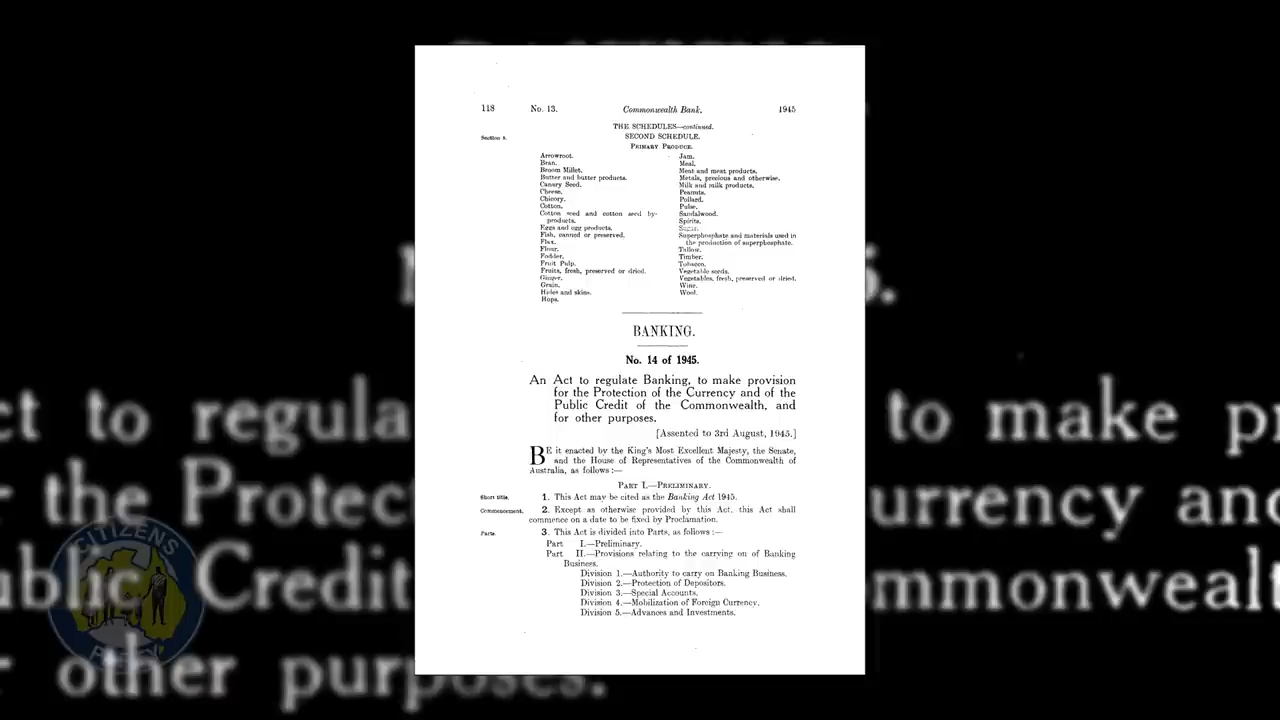 118 No. 13. Commonwealth Bank. 1945
THE SCHEDULES—continued.
Section 8. SECOND SCHEDULE.
PRIMARY PRODUCE.
Arrowroot.
Bran.
Broom Millet.
Butter and butter products.
Canary Seed.
Cheese.
Chicory.
Cotton.
Cotton seed and cotton seed by-
products.
Eggs and egg products.
Fish, canned or preserved.
Flax.
Flour.
Fodder.
Fruit Pulp.
Fruits, fresh, preserved or dried.
Ginger.
Grain.
Hides and skins.
Hops.
Jam.
Meal.
Meat and meat products.
Metals, precious and otherwise.
Milk and milk products.
Peanuts.
Pollard.
Pulse.
Sandalwood.
Spirits.
Sugar.
Superphosphate and materials used in
the production of superphosphate.
Tallow.
Timber.
Tobacco.
Vegetable seeds.
Vegetables, fresh, preserved or dried.
Wine.
Wool.
BANKING.
No. 14 of 1945.
An Act to regulate Banking, to make provision
for the Protection of the Currency and of the
Public Credit of the Commonwealth, and
for other purposes.
[Assented to 3rd August, 1945.]
BE it enacted by the King's Most Excellent Majesty, the Senate,
and the House of Representatives of the Commonwealth of
Australia, as follows :—
PART I.—PRELIMINARY.
Short title. 1. This Act may be cited as the Banking Act 1945.
Commencement. 2. Except as otherwise provided by this Act, this Act shall
commence on a date to be fixed by Proclamation.
Parts. 3. This Act is divided into Parts, as follows :—
Part I.—Preliminary.
Part II.—Provisions relating to the carrying on of Banking
Business.
Division 1.—Authority to carry on Banking Business.
Division 2.—Protection of Depositors.
Division 3.—Special Accounts.
Division 4.—Mobilization of Foreign Currency.
Division 5.—Advances and Investments.
ct to regula to make pr
the Protec urrency and
ublic Credit ommonwealt
other purposes.
CITIZENS
PARTY